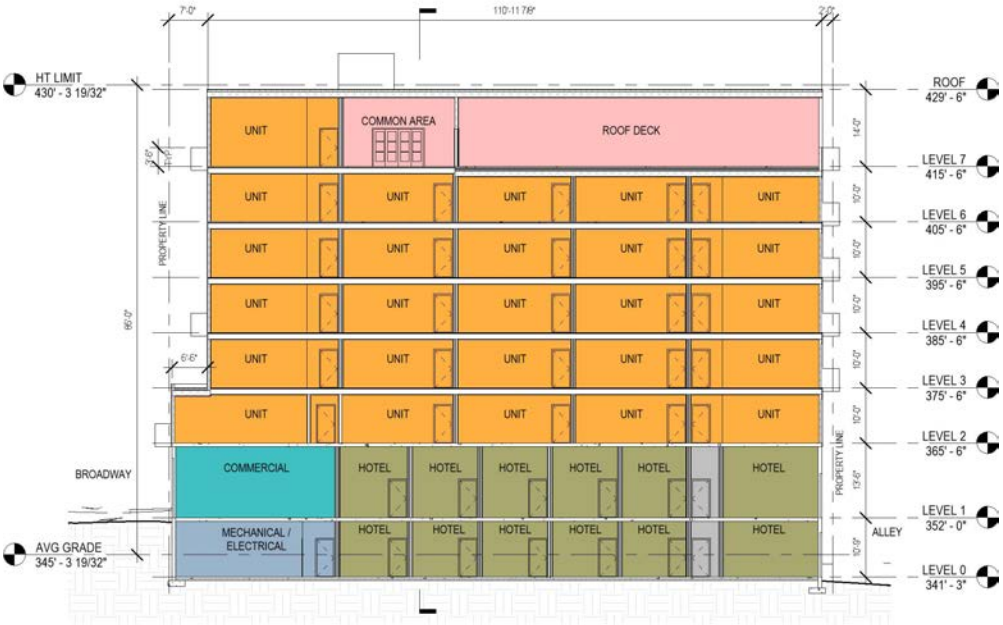 7'-0"
110'-11 7/8"
2'-0"
HT LIMIT
430' - 3 19/32"
ROOF
429' - 6"
UNIT
COMMON AREA
ROOF DECK
14'-0"
3'-6"
TYP
LEVEL 7
415' - 6"
UNIT UNIT UNIT UNIT UNIT
10'-0"
LEVEL 6
405' - 6"
PROPERTY LINE
UNIT UNIT UNIT UNIT UNIT
10'-0"
LEVEL 5
395' - 6"
UNIT UNIT UNIT UNIT UNIT
10'-0"
LEVEL 4
385' - 6"
UNIT UNIT UNIT UNIT UNIT
10'-0"
6'-6"
LEVEL 3
375' - 6"
UNIT UNIT UNIT UNIT UNIT
10'-0"
LEVEL 2
365' - 6"
BROADWAY
COMMERCIAL
HOTEL HOTEL HOTEL HOTEL HOTEL HOTEL
13'-6"
PROPERTY LINE
LEVEL 1
352' - 0"
ALLEY
MECHANICAL /
ELECTRICAL
HOTEL HOTEL HOTEL HOTEL HOTEL HOTEL
10'-9"
AVG GRADE
345' - 3 19/32"
LEVEL 0
341' - 3"